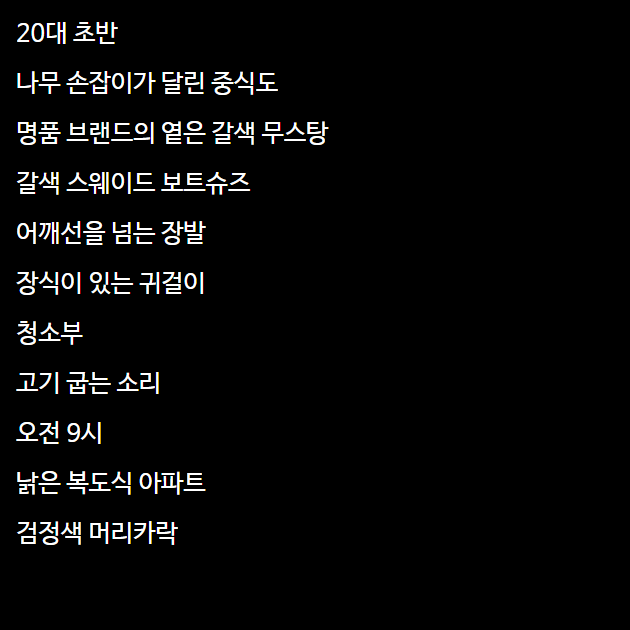 20대 초반
나무 손잡이가 달린 중식도
명품 브랜드의 옅은 갈색 무스탕
갈색 스웨이드 보트슈즈
어깨선을 넘는 장발
장식이 있는 귀걸이
청소부
고기 굽는 소리
오전 9시
낡은 복도식 아파트
검정색 머리카락